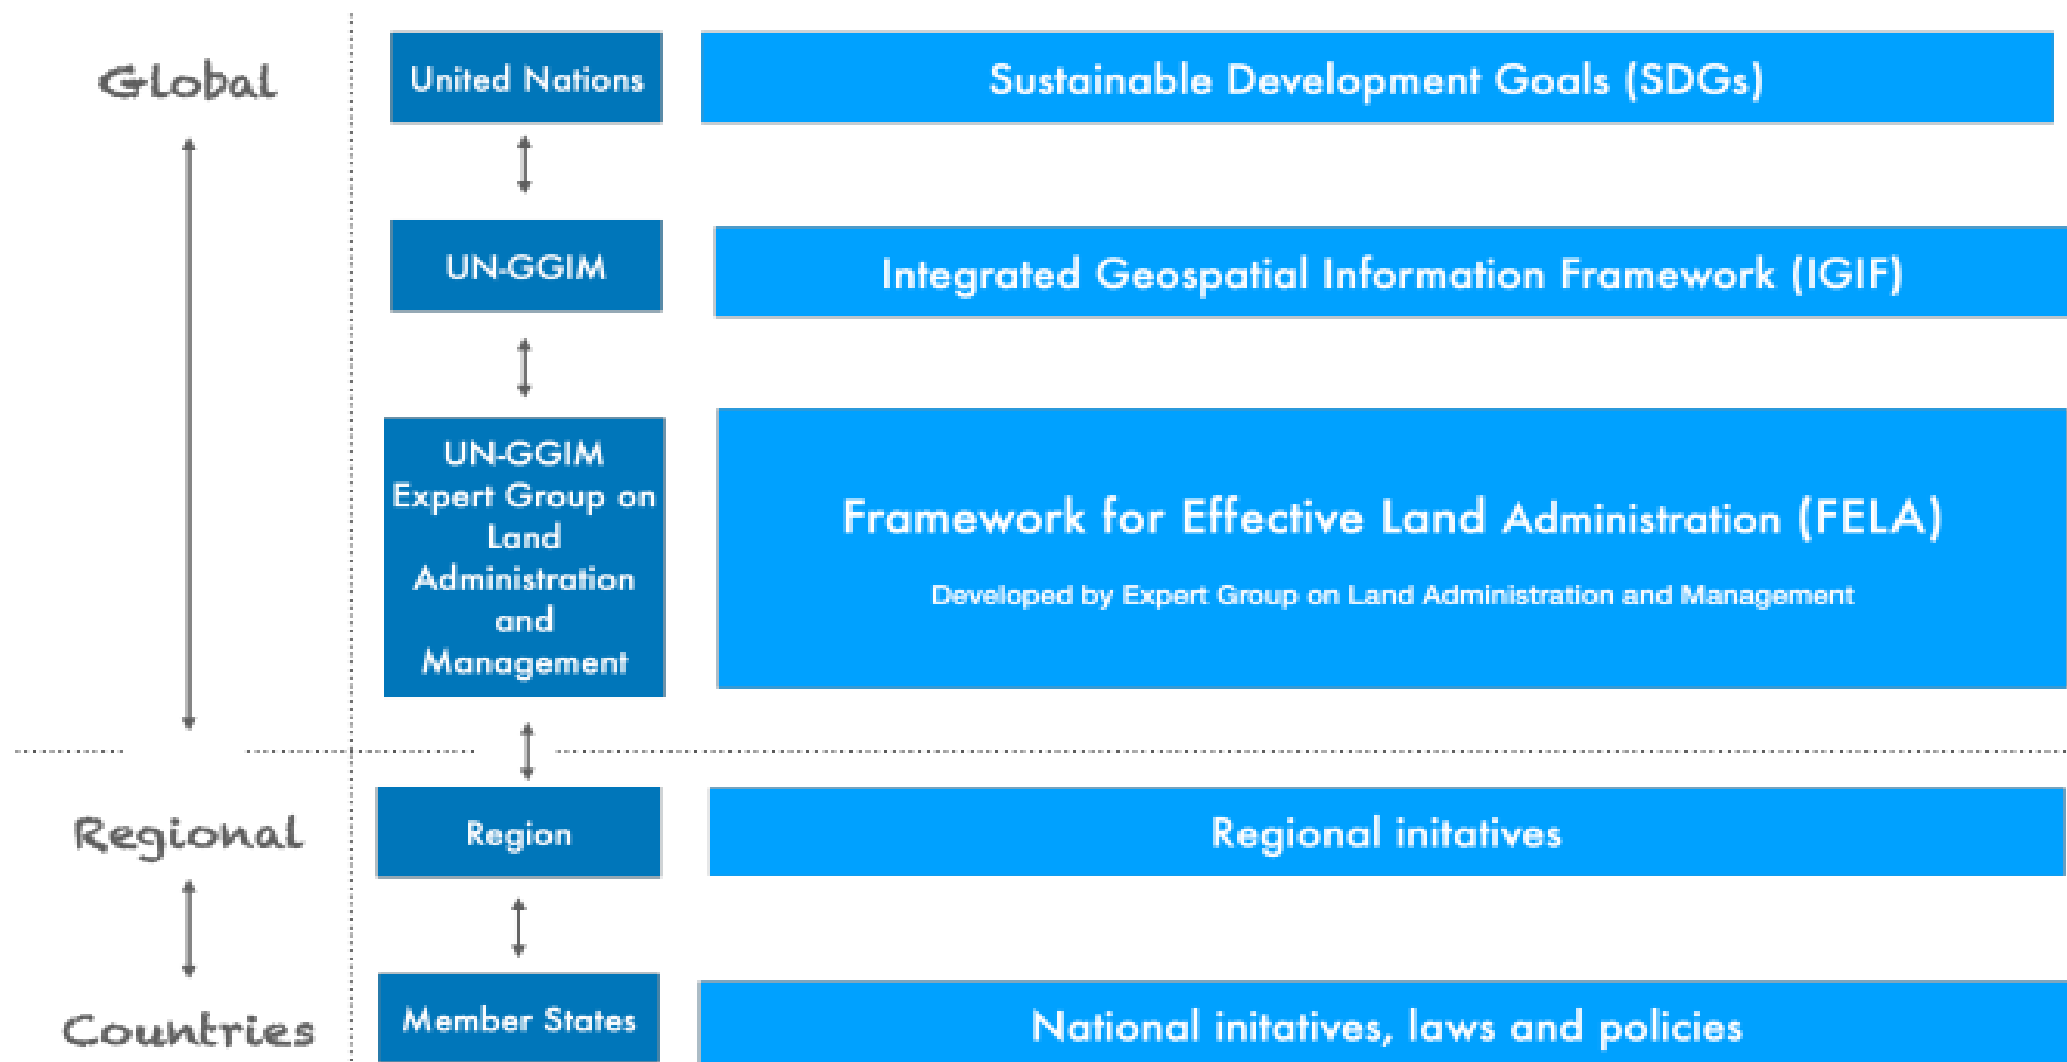 Global
United Nations
Sustainable Development Goals (SDGs)
UN-GGIM
Integrated Geospatial Information Framework (IGIF)
UN-GGIM
Expert Group on
Land
Administration
and
Management
Framework for Effective Land Administration (FELA)
Developed by Expert Group on Land Administration and Management
Regional
Region
Regional initatives
Countries
Member States
National initatives, laws and policies